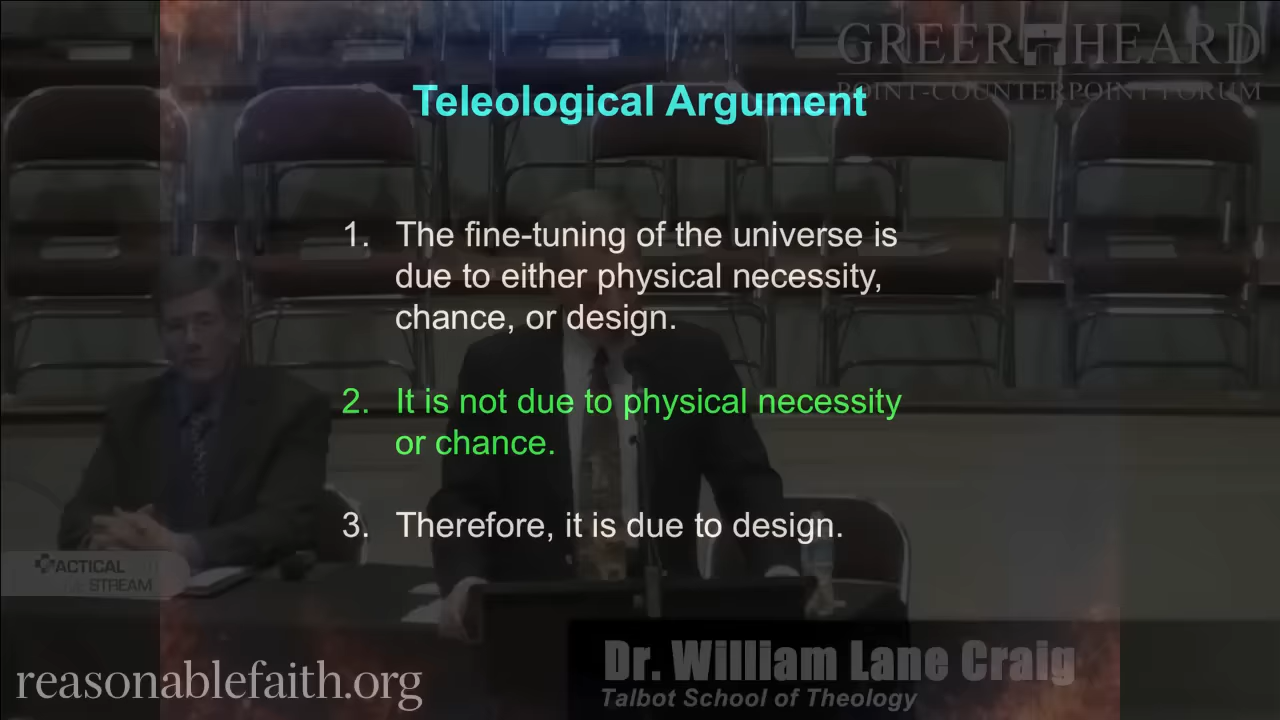 GREER HEARD
POINT-COUNTERPOINT FORUM
Teleological Argument
1. The fine-tuning of the universe is
due to either physical necessity,
chance, or design.
2. It is not due to physical necessity
or chance.
3. Therefore, it is due to design.
ACTICAL
STREAM
Dr. William Lane Craig
Talbot School of Theology
reasonablefaith.org